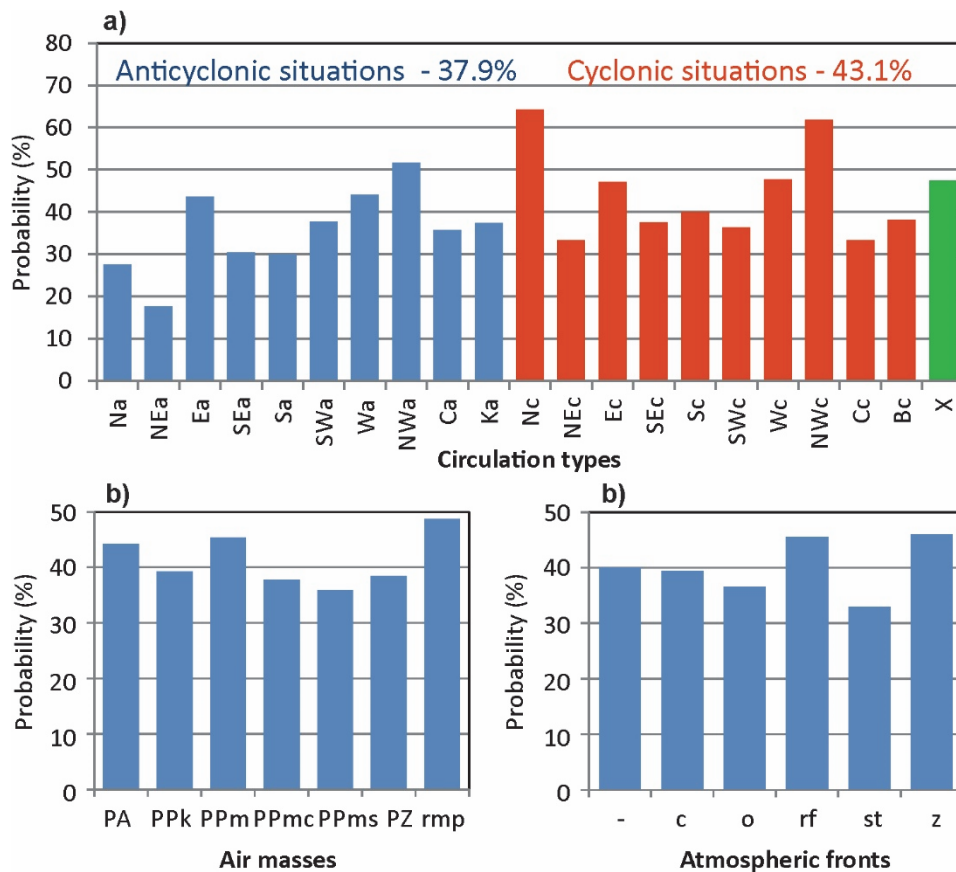 a)
Anticyclonic situations - 37.9% Cyclonic situations - 43.1%
Probability (%)
80
70
60
50
40
30
20
10
0
Na NEa Ea SEa Sa SWa Wa NWa Ca Ka Nc NEc Ec SEc Sc SWc Wc NWc Cc Bc X
Circulation types
b)
Probability (%)
50
40
30
20
10
0
PA PPk PPm PPmc PPms PZ rmp
Air masses
b)
Probability (%)
50
40
30
20
10
0
- c o rf st z
Atmospheric fronts